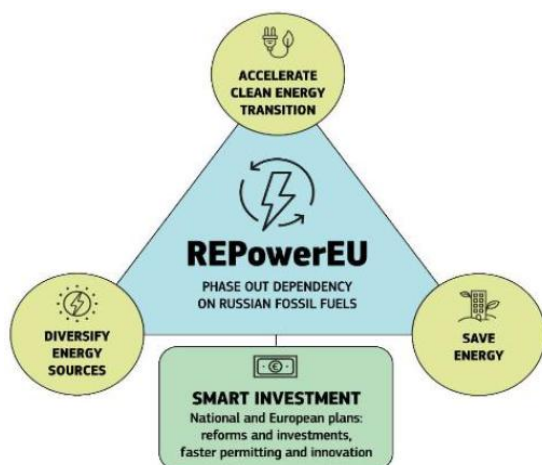 ACCELERATE
CLEAN ENERGY
TRANSITION
REPowerEU
PHASE OUT DEPENDENCY
ON RUSSIAN FOSSIL FUELS
DIVERSIFY
ENERGY
SOURCES
SAVE
ENERGY
€
SMART INVESTMENT
National and European plans:
reforms and investments,
faster permitting and innovation